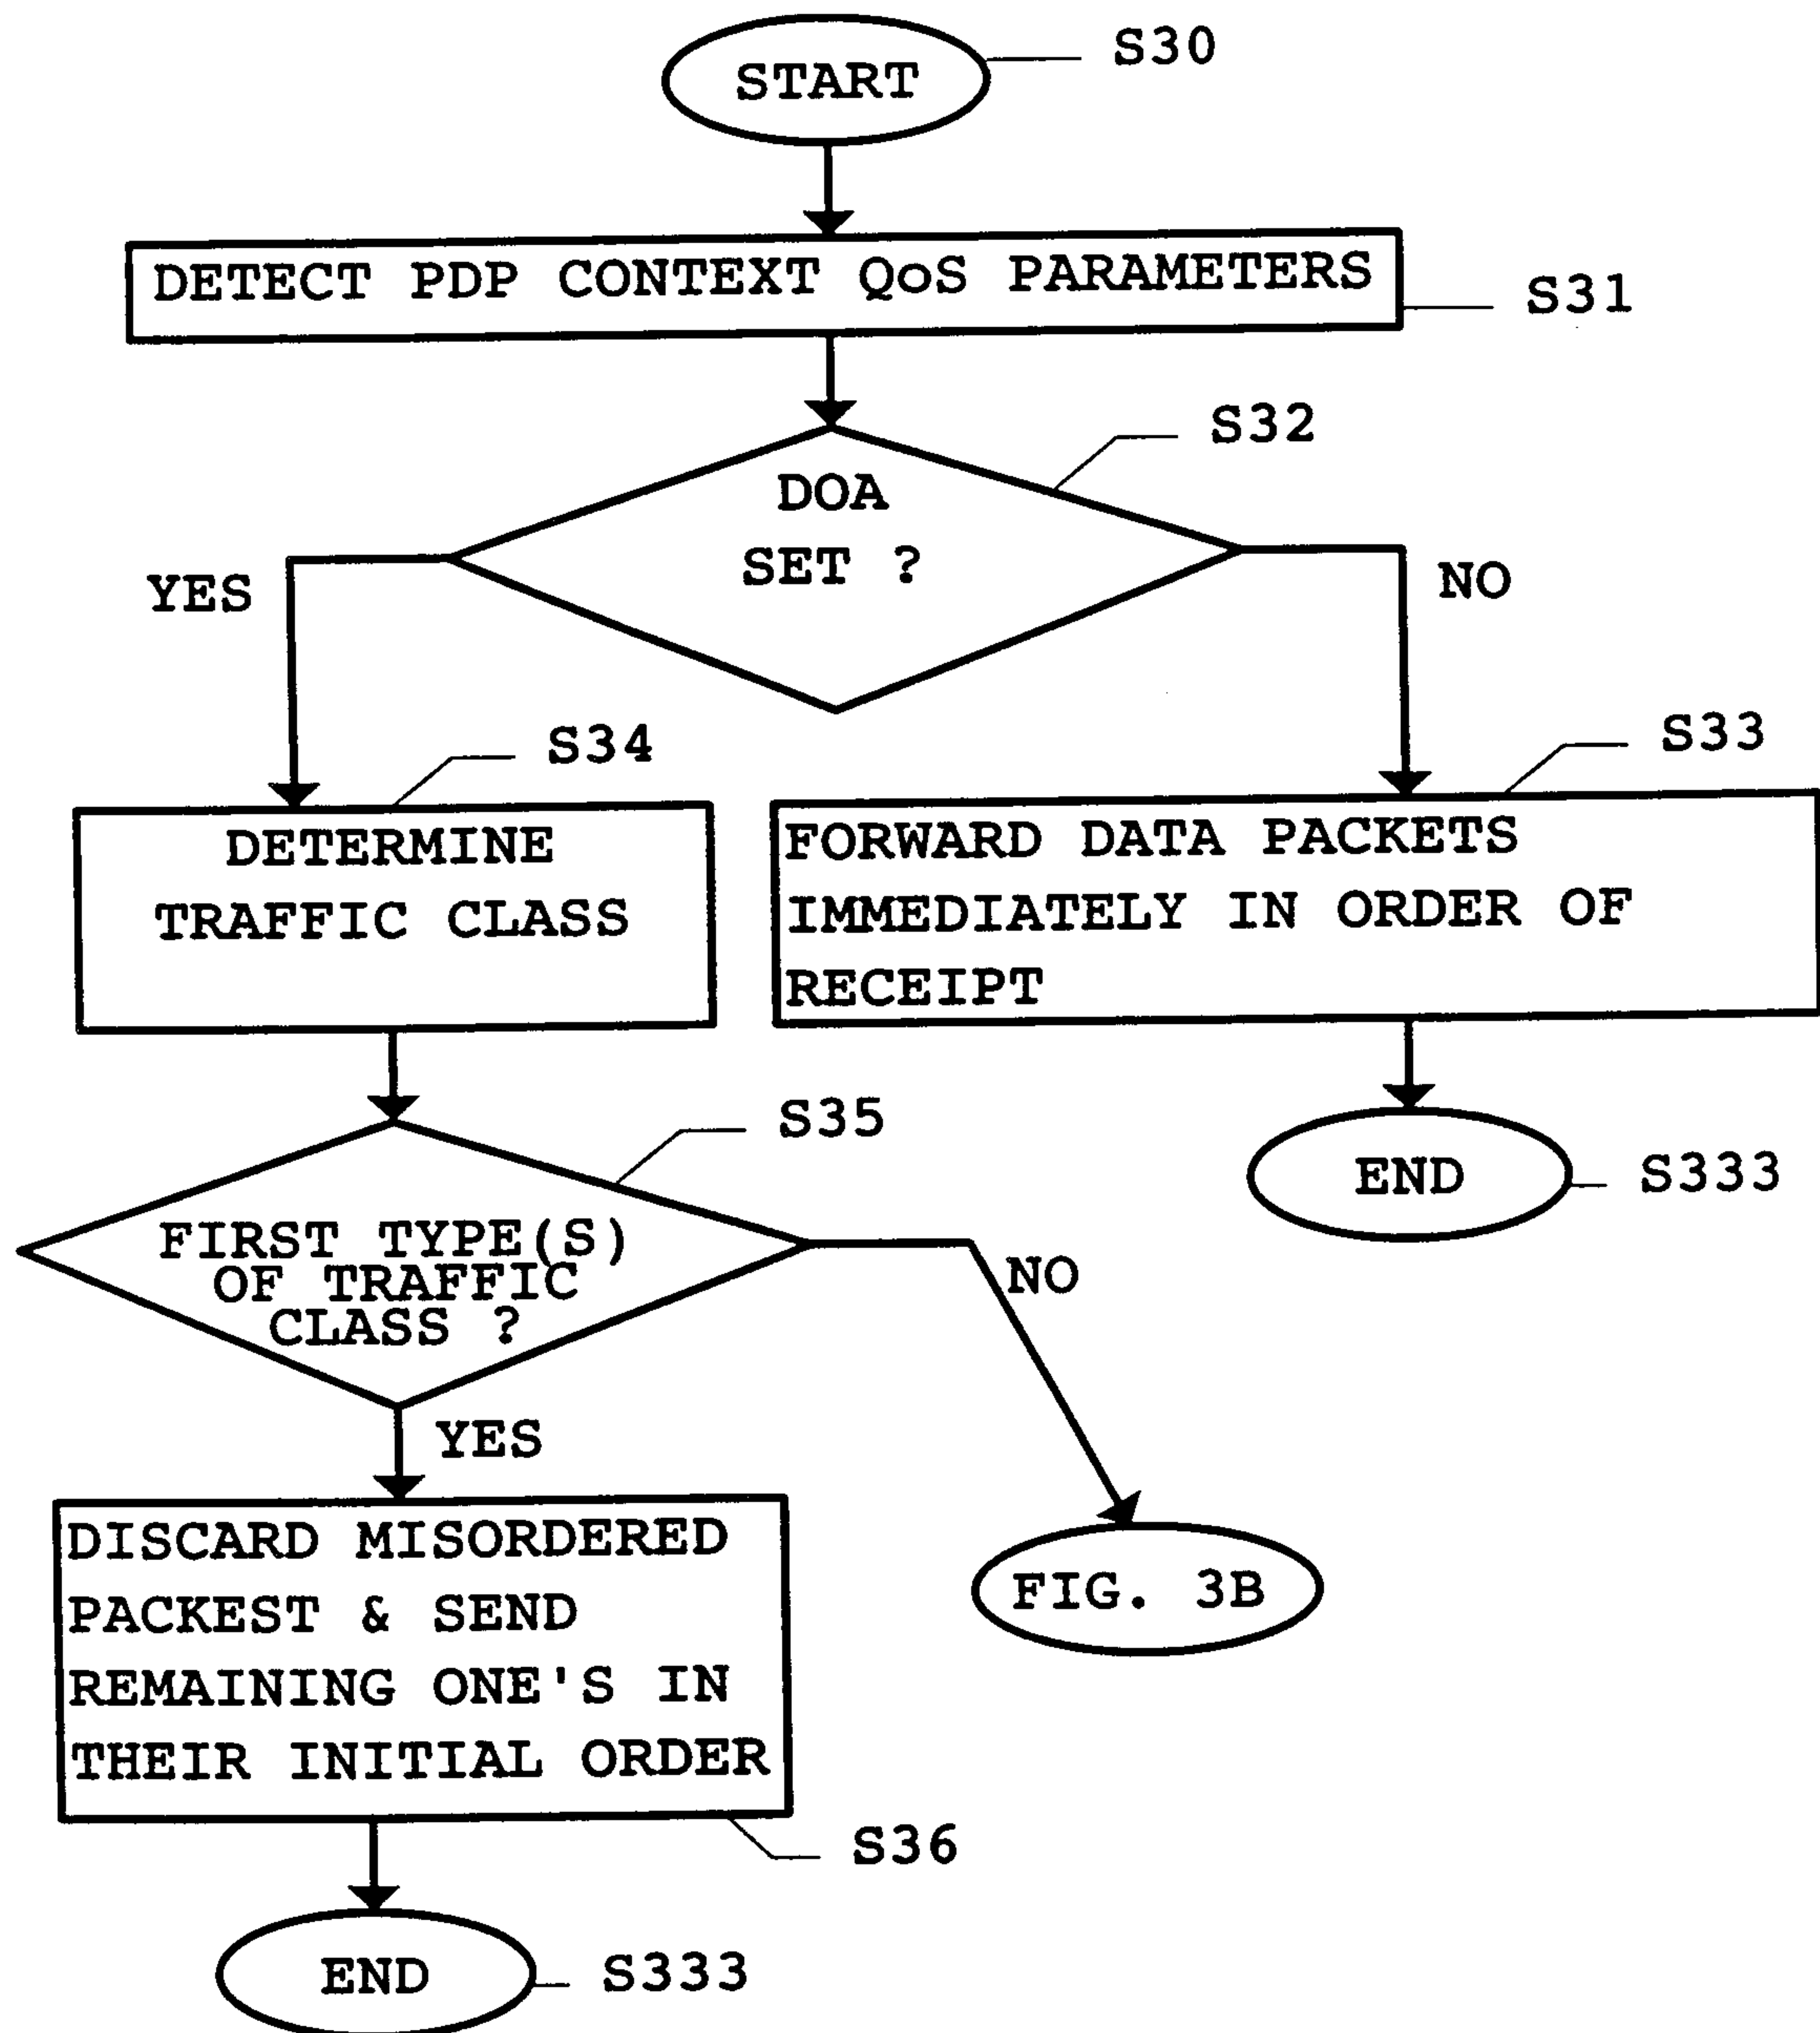 START
S30
DETECT PDP CONTEXT QoS PARAMETERS
S31
S32
DOA
SET ?
YES
NO
S34
S33
DETERMINE
TRAFFIC CLASS
FORWARD DATA PACKETS
IMMEDIATELY IN ORDER OF
RECEIPT
S35
END
S333
FIRST TYPE(S)
OF TRAFFIC
CLASS ?
NO
YES
DISCARD MISORDERED
PACKEST & SEND
REMAINING ONE'S IN
THEIR INITIAL ORDER
FIG. 3B
S36
END
S333